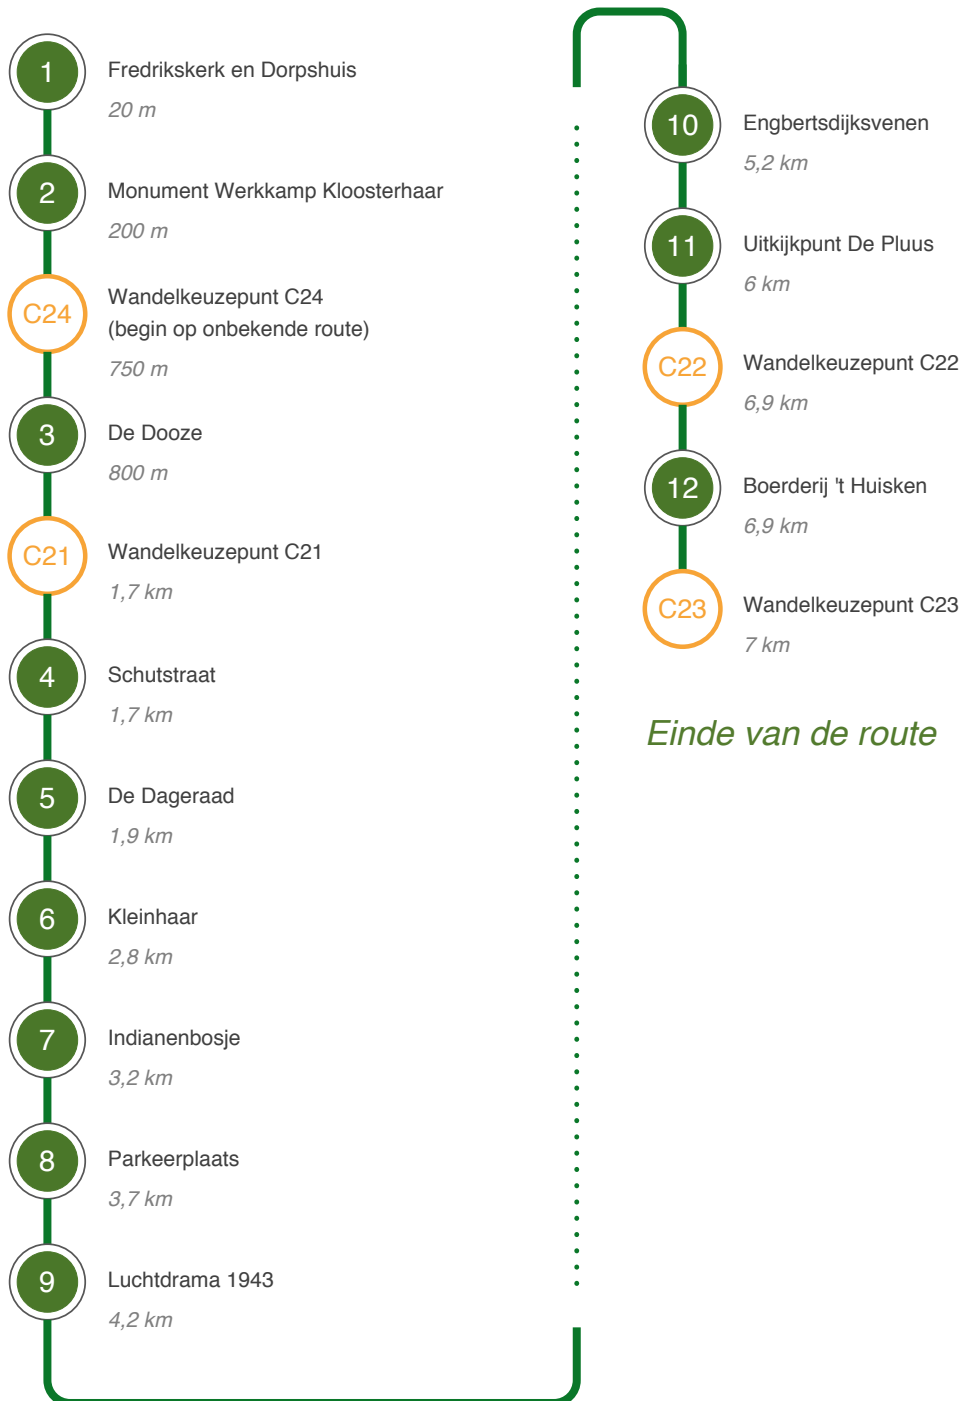 1
Fredrikskerk en Dorpshuis
20 m
2
Monument Werkkamp Kloosterhaar
200 m
C24
Wandelkeuzepunt C24
(begin op onbekende route)
750 m
3
De Dooze
800 m
C21
Wandelkeuzepunt C21
1,7 km
4
Schutstraat
1,7 km
5
De Dageraad
1,9 km
6
Kleinhaar
2,8 km
7
Indianenbosje
3,2 km
8
Parkeerplaats
3,7 km
9
Luchtdrama 1943
4,2 km
10
Engbertsdijksvenen
5,2 km
11
Uitkijkpunt De Pluus
6 km
C22
Wandelkeuzepunt C22
6,9 km
12
Boerderij 't Huisken
6,9 km
C23
Wandelkeuzepunt C23
7 km
Einde van de route